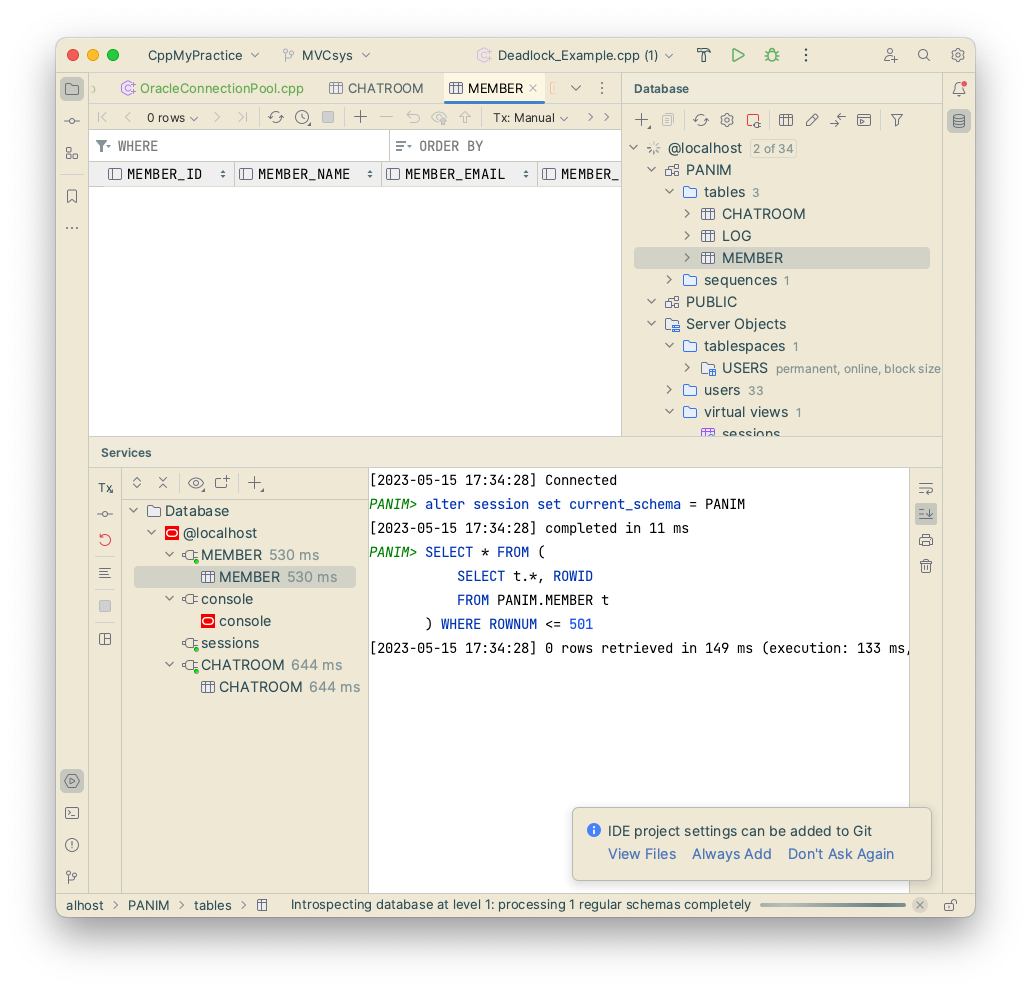 CppMyPractice MVCsys Deadlock_Example.cpp (1)
OracleConnectionPool.cpp CHATROOM MEMBER
0 rows Tx: Manual
WHERE ORDER BY
MEMBER_ID MEMBER_NAME MEMBER_EMAIL MEMBER_
Database
@localhost 2 of 34
PANIM
tables 3
CHATROOM
LOG
MEMBER
sequences 1
PUBLIC
Server Objects
tablespaces 1
USERS permanent, online, block size
users 33
virtual views 1
sessions
Services
Tx
Database
@localhost
MEMBER 530 ms
MEMBER 530 ms
console
console
sessions
CHATROOM 644 ms
CHATROOM 644 ms
[2023-05-15 17:34:28] Connected
PANIM> alter session set current_schema = PANIM
[2023-05-15 17:34:28] completed in 11 ms
PANIM> SELECT * FROM (
SELECT t.*, ROWID
FROM PANIM.MEMBER t
) WHERE ROWNUM <= 501
[2023-05-15 17:34:28] 0 rows retrieved in 149 ms (execution: 133 ms,
IDE project settings can be added to Git
View Files Always Add Don't Ask Again
alhost PANIM tables Introspecting database at level 1: processing 1 regular schemas completely